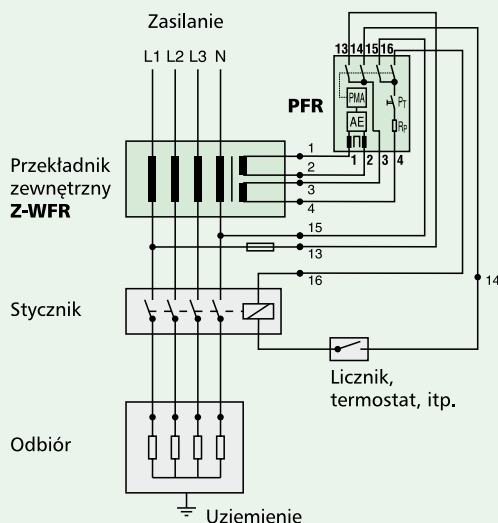 Zasilanie
L1 L2 L3 N
13 14 15 16
PFR
PMA
PT
AE
RP
1 2 3 4
Przekładnik
zewnętrzny
Z-WFR
1
2
3
4
15
13
16
14
Stycznik
Licznik,
termostat, itp.
Odbiór
Uziemienie